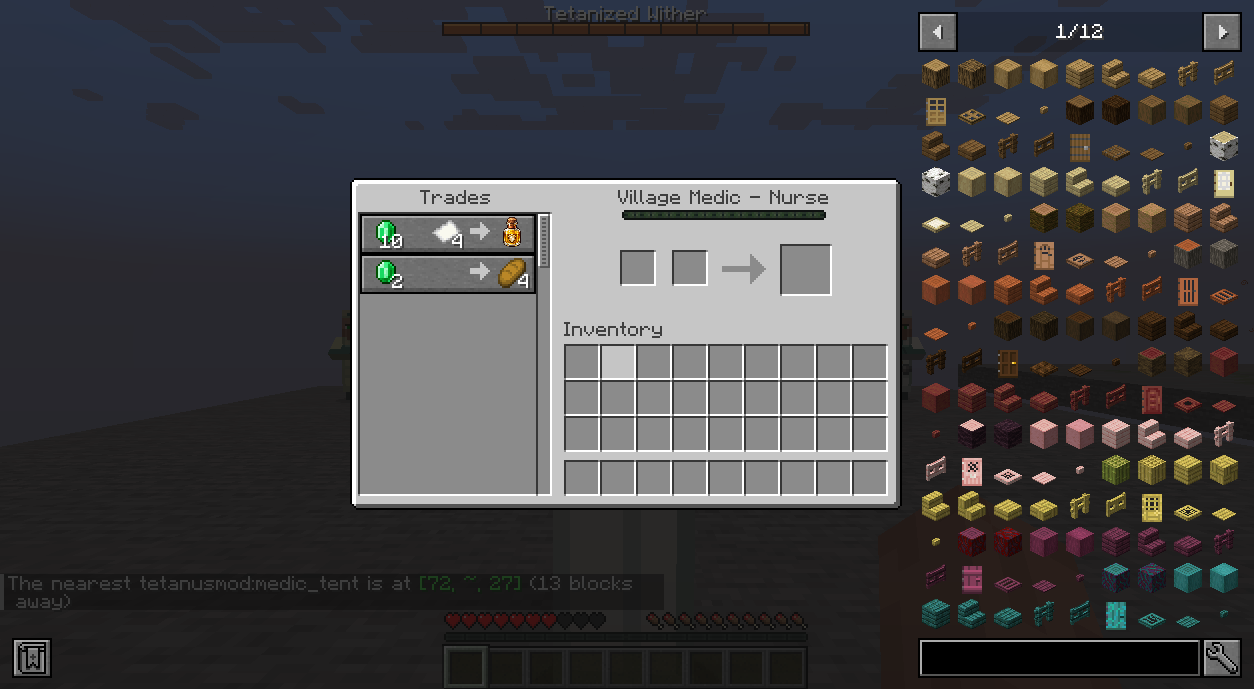 Tetanized Wither
1/12
Trades
Village Medic - Nurse
10
4
2
4
Inventory
The nearest tetanusmod:medic_tent is at [72, ~, 27] (13 blocks
away)